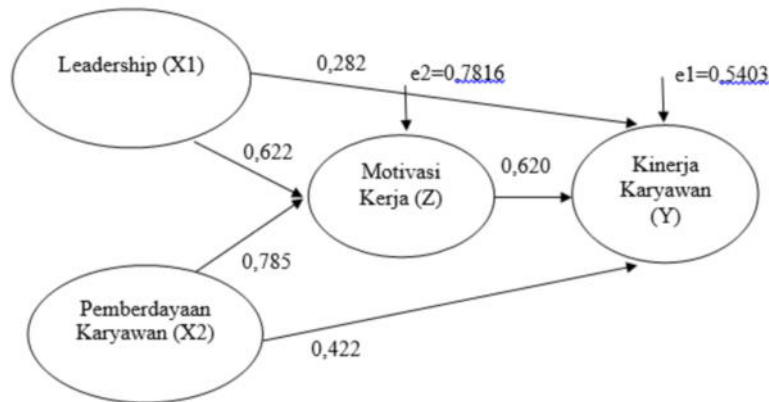 Leadership (X1)
0,282
e2=0,7816
e1=0,5403
0,622
Motivasi
Kerja (Z)
0,620
Kinerja
Karyawan
(Y)
0,785
Pemberdayaan
Karyawan (X2)
0,422